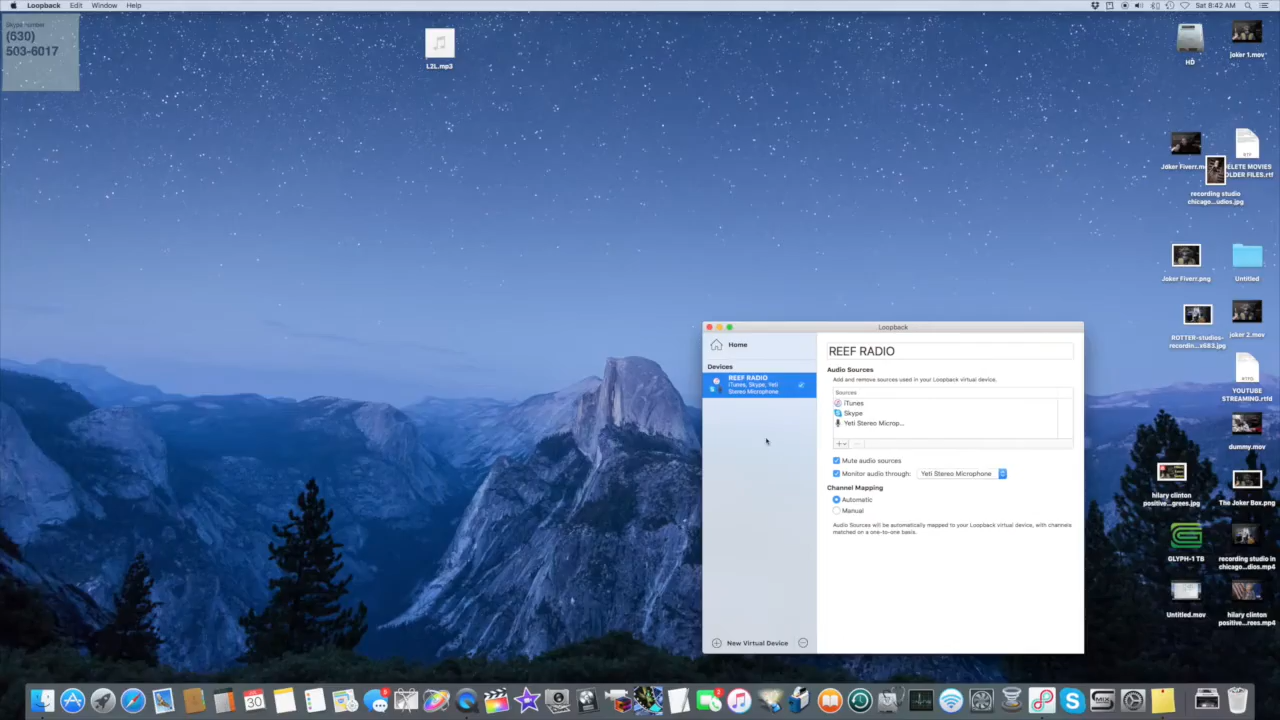 Loopback Edit Window Help
Sat 8:42 AM
(630)
503-6017
L2L.mp3
HD
joker 1.mov
Joker Fiverr.m
DELETE MOVIES
OLDER FILES.rtf
recording studio
chicago...udios.jpg
Joker Fiverr.png
Untitled
ROTTER-studios-
recordin...
joker 2.mov
RTFD
YOUTUBE
STREAMING.rtfd
dummy.mov
hilary clinton
positive...grees.jpg
The Joker Box.png
GLYPH-1 TB
recording studio in
chicago...dios.mp4
Untitled.mov
hilary clinton
positive...rees.mp4
Loopback
Home
Devices
REEF RADIO
iTunes, Skype, Yeti
Stereo Microphone
New Virtual Device
REEF RADIO
Audio Sources
Add and remove sources used in your Loopback virtual device.
Sources
iTunes
Skype
Yeti Stereo Microp...
Mute audio sources
Monitor audio through: Yeti Stereo Microphone
Channel Mapping
Automatic
Manual
Audio Sources will be automatically mapped to your Loopback virtual device, with channels
matched on a one-to-one basis.
30